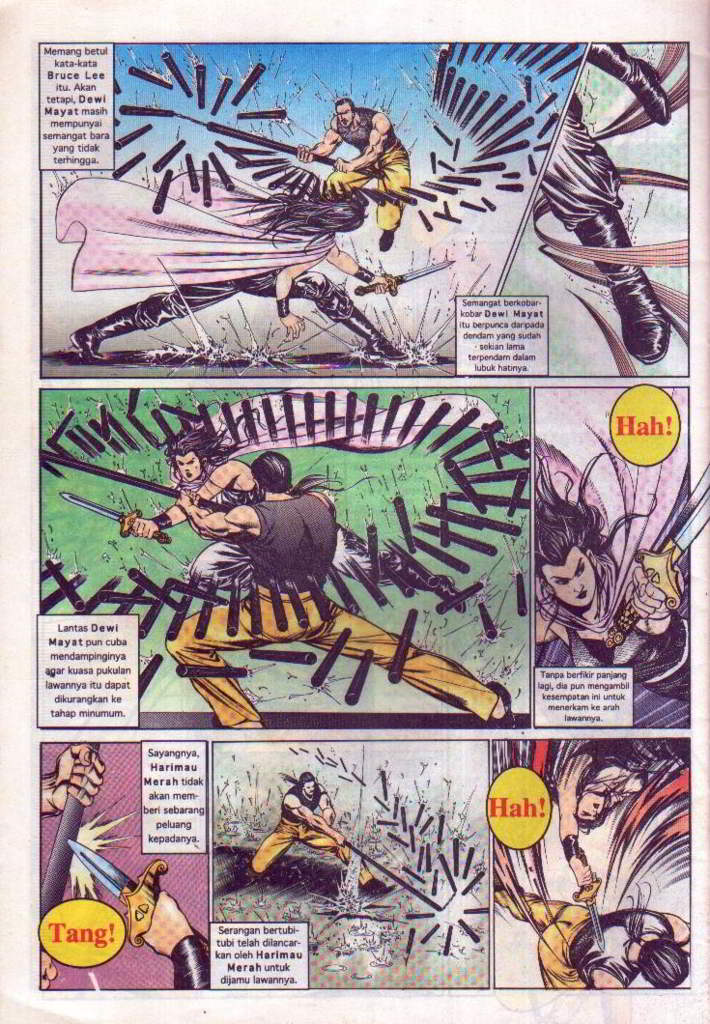 Memang betul
kata-kata
Bruce Lee
itu. Akan
tetapi, Dewi
Mayat masih
mempunyai
semangat bara
yang tidak
terhingga.
Semangat berkobar-
kobar Dewi Mayat
itu berpunca daripada
dendam yang sudah
sekian lama
terpendam dalam
lubuk hatinya.
Lantas Dewi
Mayat pun cuba
mendampinginya
agar kuasa pukulan
lawannya itu dapat
dikurangkan ke
tahap minumum.
Hah!
Tanpa berfikir panjang
lagi, dia pun mengambil
kesempatan ini untuk
menerkam ke arah
lawannya.
Sayangnya,
Harimau
Merah tidak
akan mem-
beri sebarang
peluang
kepadanya.
Tang!
Serangan bertubi-
tubi telah dilancar-
kan oleh Harimau
Merah untuk
dijamu lawannya.
Hah!